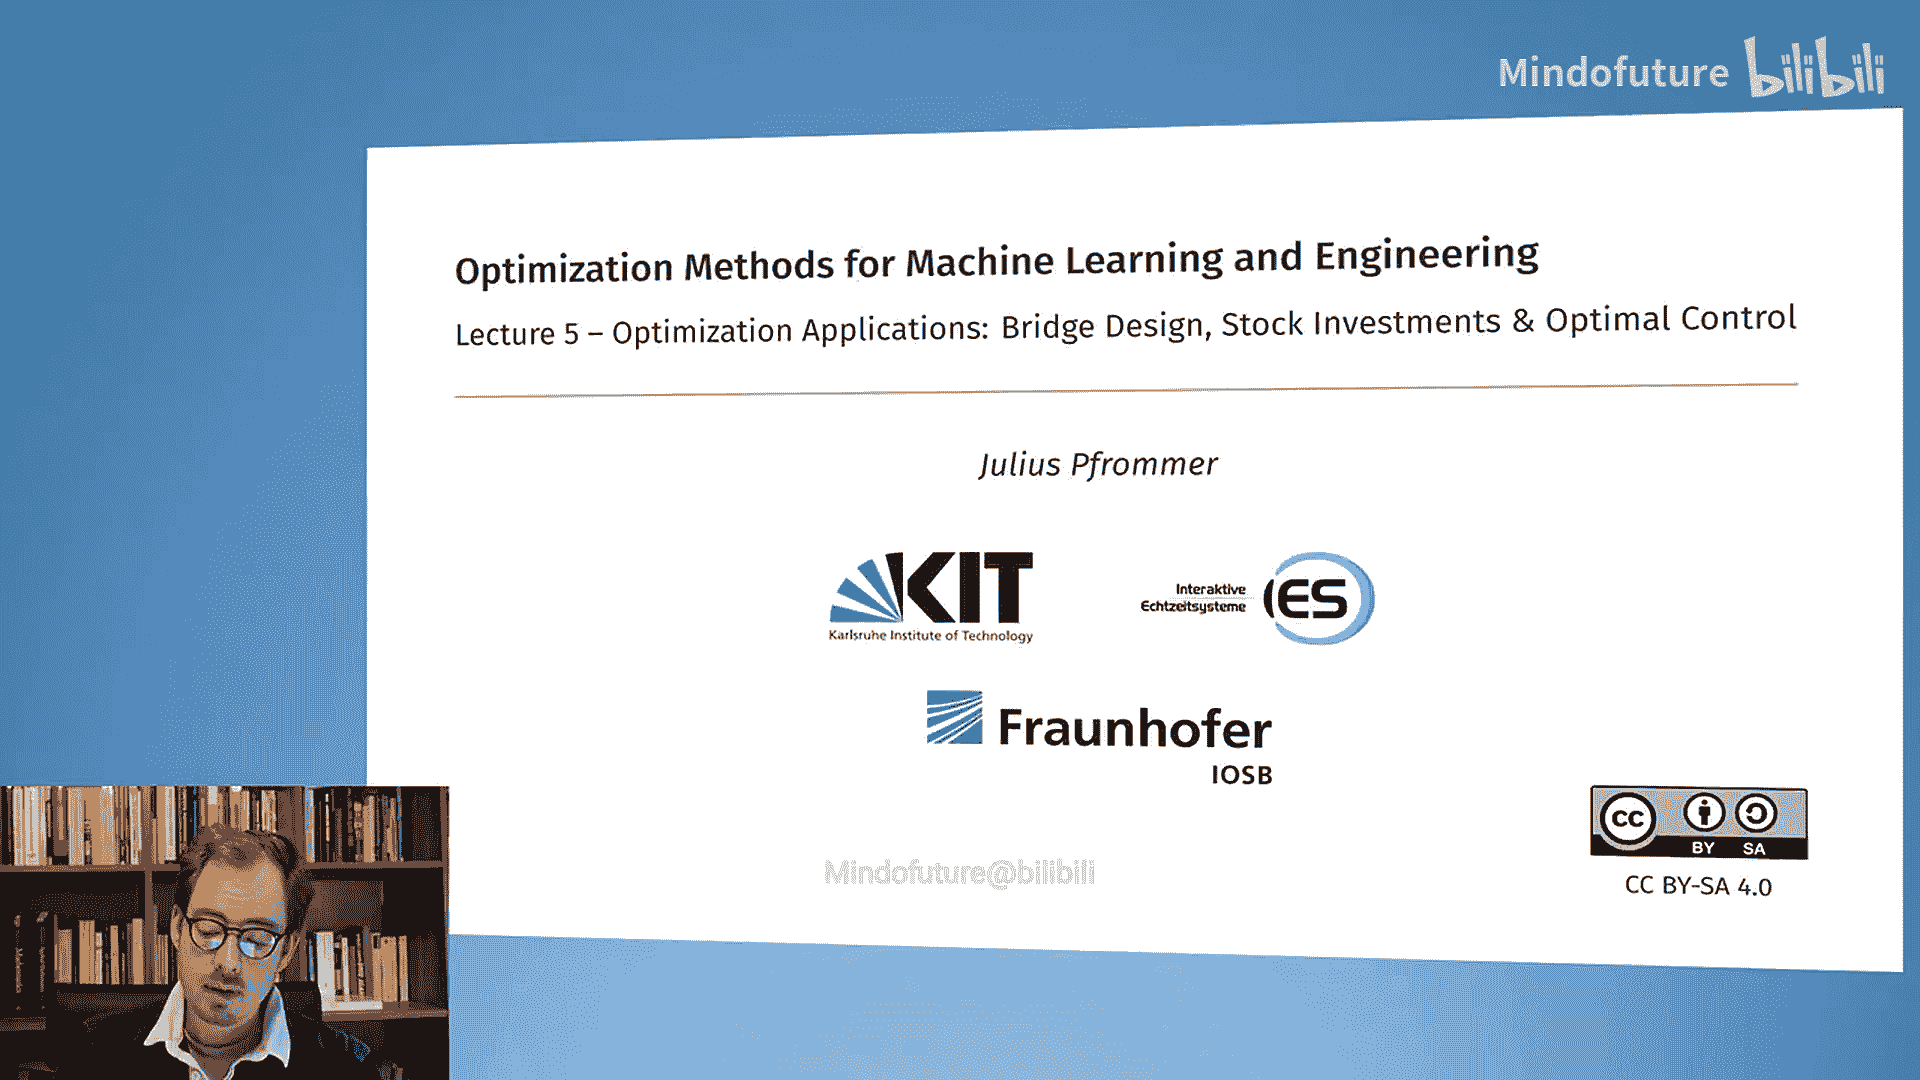 Mindofuture bilibili
Optimization Methods for Machine Learning and Engineering
Lecture 5 – Optimization Applications: Bridge Design, Stock Investments & Optimal Control
Julius Pfrommer
KIT
Karlsruhe Institute of Technology
Interaktive
Echtzeitsysteme
IES
Fraunhofer
IOSB
CC BY SA
CC BY-SA 4.0
Mindofuture@bilibili